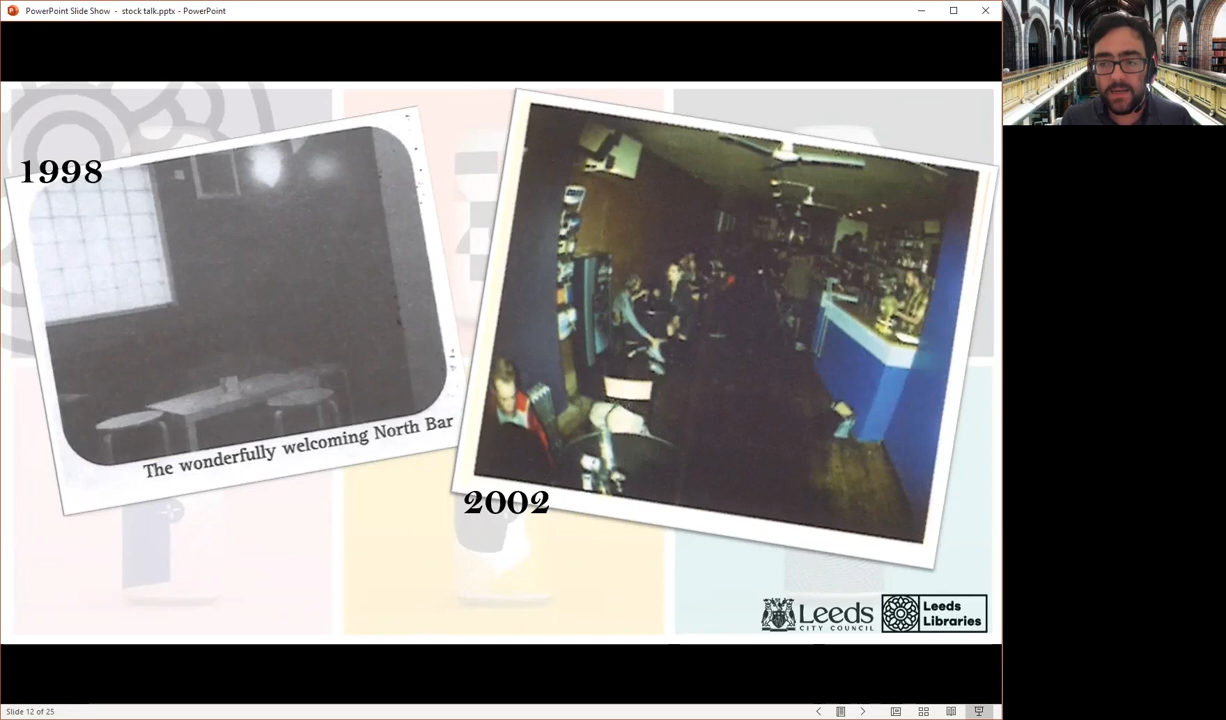 PowerPoint Slide Show - stock talk.pptx - PowerPoint
1998
The wonderfully welcoming North Bar
2002
Leeds
CITY COUNCIL
Leeds
Libraries
Slide 12 of 25